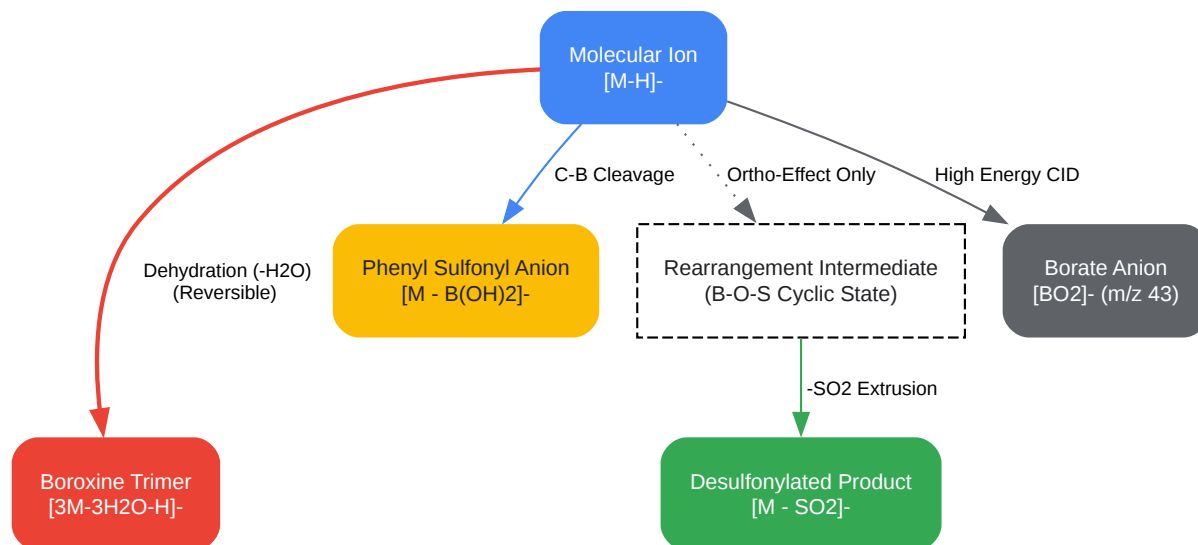 Molecular Ion
[M-H]-
C-B Cleavage
Ortho-Effect Only
High Energy CID
Dehydration (-H2O)
(Reversible)
Phenyl Sulfonyl Anion
[M - B(OH)2]-
Rearrangement Intermediate
(B-O-S Cyclic State)
Borate Anion
[BO2]- (m/z 43)
-SO2 Extrusion
Boroxine Trimer
[3M-3H2O-H]-
Desulfonylated Product
[M - SO2]-